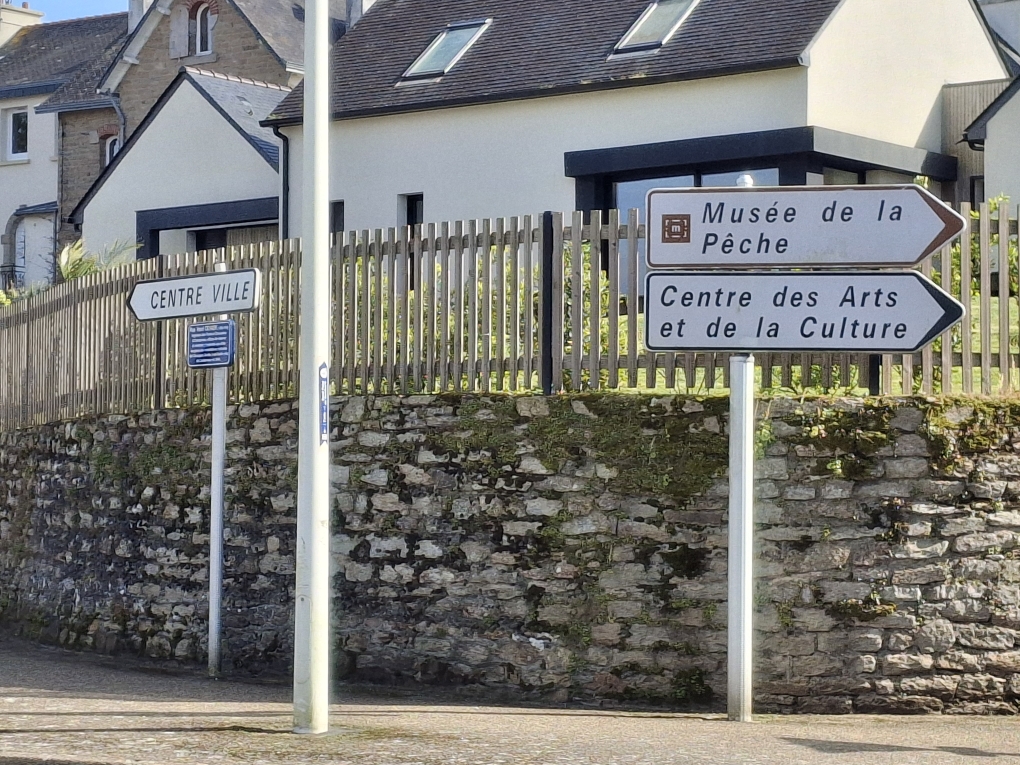 CENTRE VILLE
Musée de la
Pêche
Centre des Arts
et de la Culture